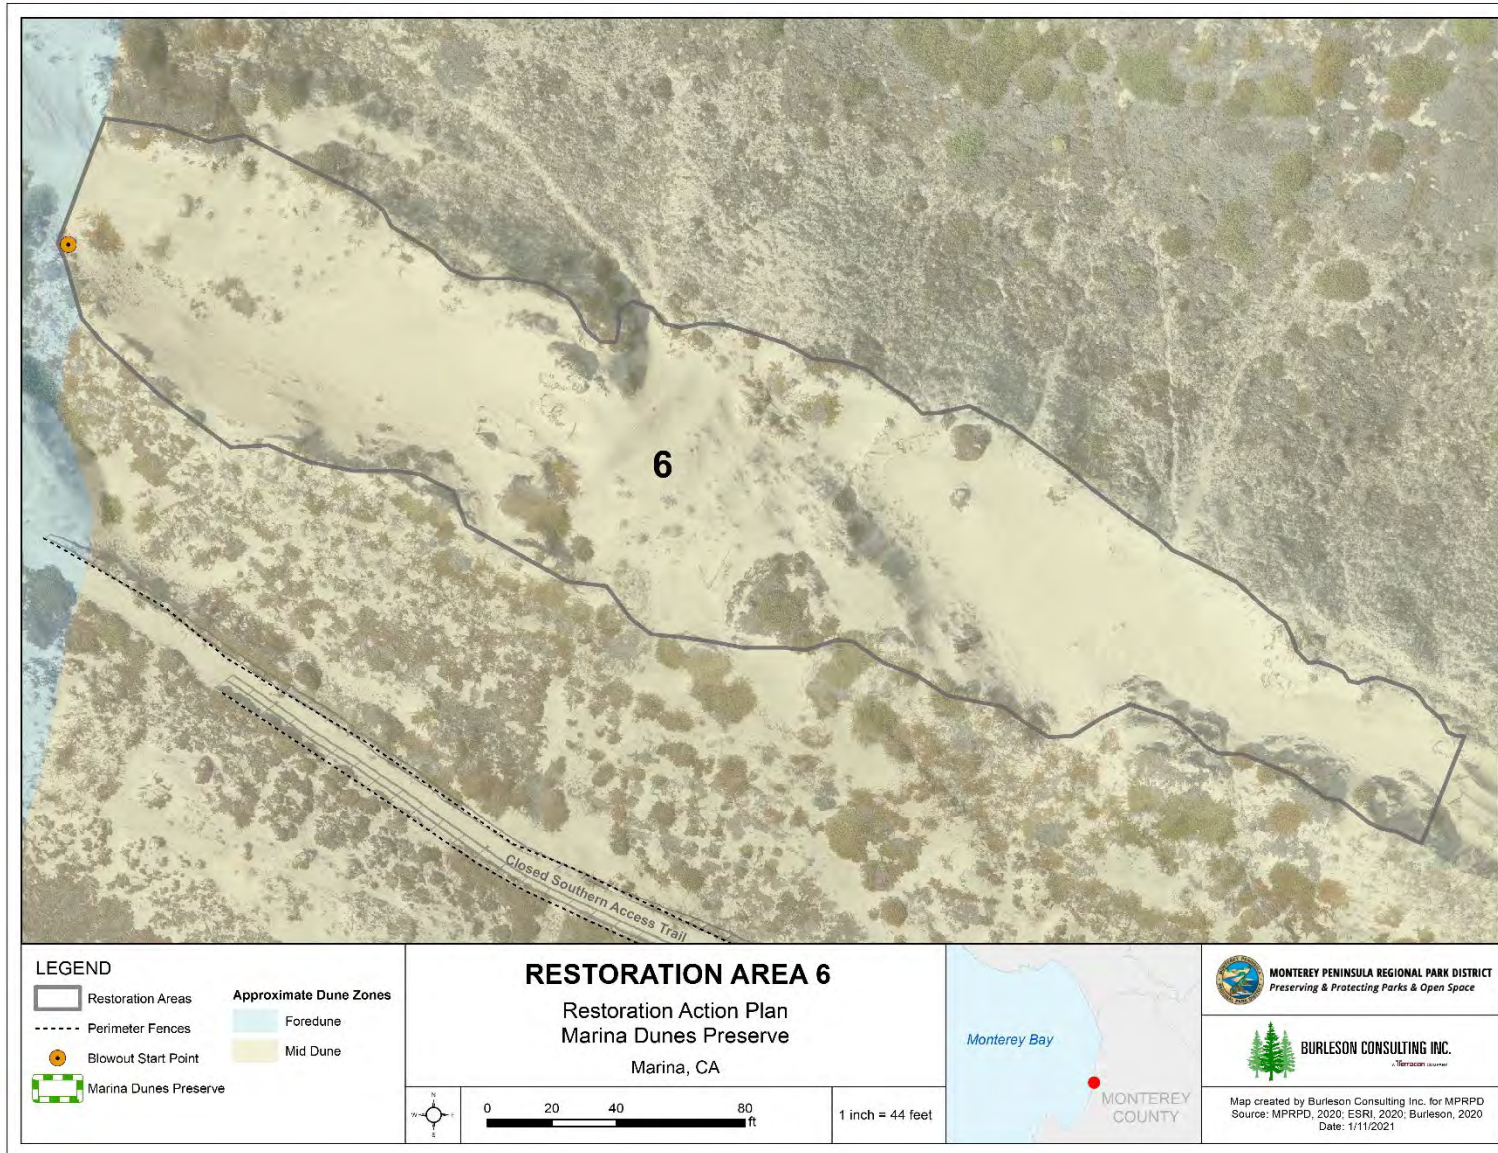 6
Closed Southern Access Trail
LEGEND
Restoration Areas
Perimeter Fences
Blowout Start Point
Marina Dunes Preserve
Approximate Dune Zones
Foredune
Mid Dune
RESTORATION AREA 6
Restoration Action Plan
Marina Dunes Preserve
Marina, CA
N
W
E
S
0 20 40 80
ft
1 inch = 44 feet
Monterey Bay
MONTEREY
COUNTY
MONTEREY PENINSULA REGIONAL PARK DISTRICT
Preserving & Protecting Parks & Open Space
BURLESON CONSULTING INC.
A Terracon COMPANY
Map created by Burleson Consulting Inc. for MPRPD
Source: MPRPD, 2020; ESRI, 2020; Burleson, 2020
Date: 1/11/2021